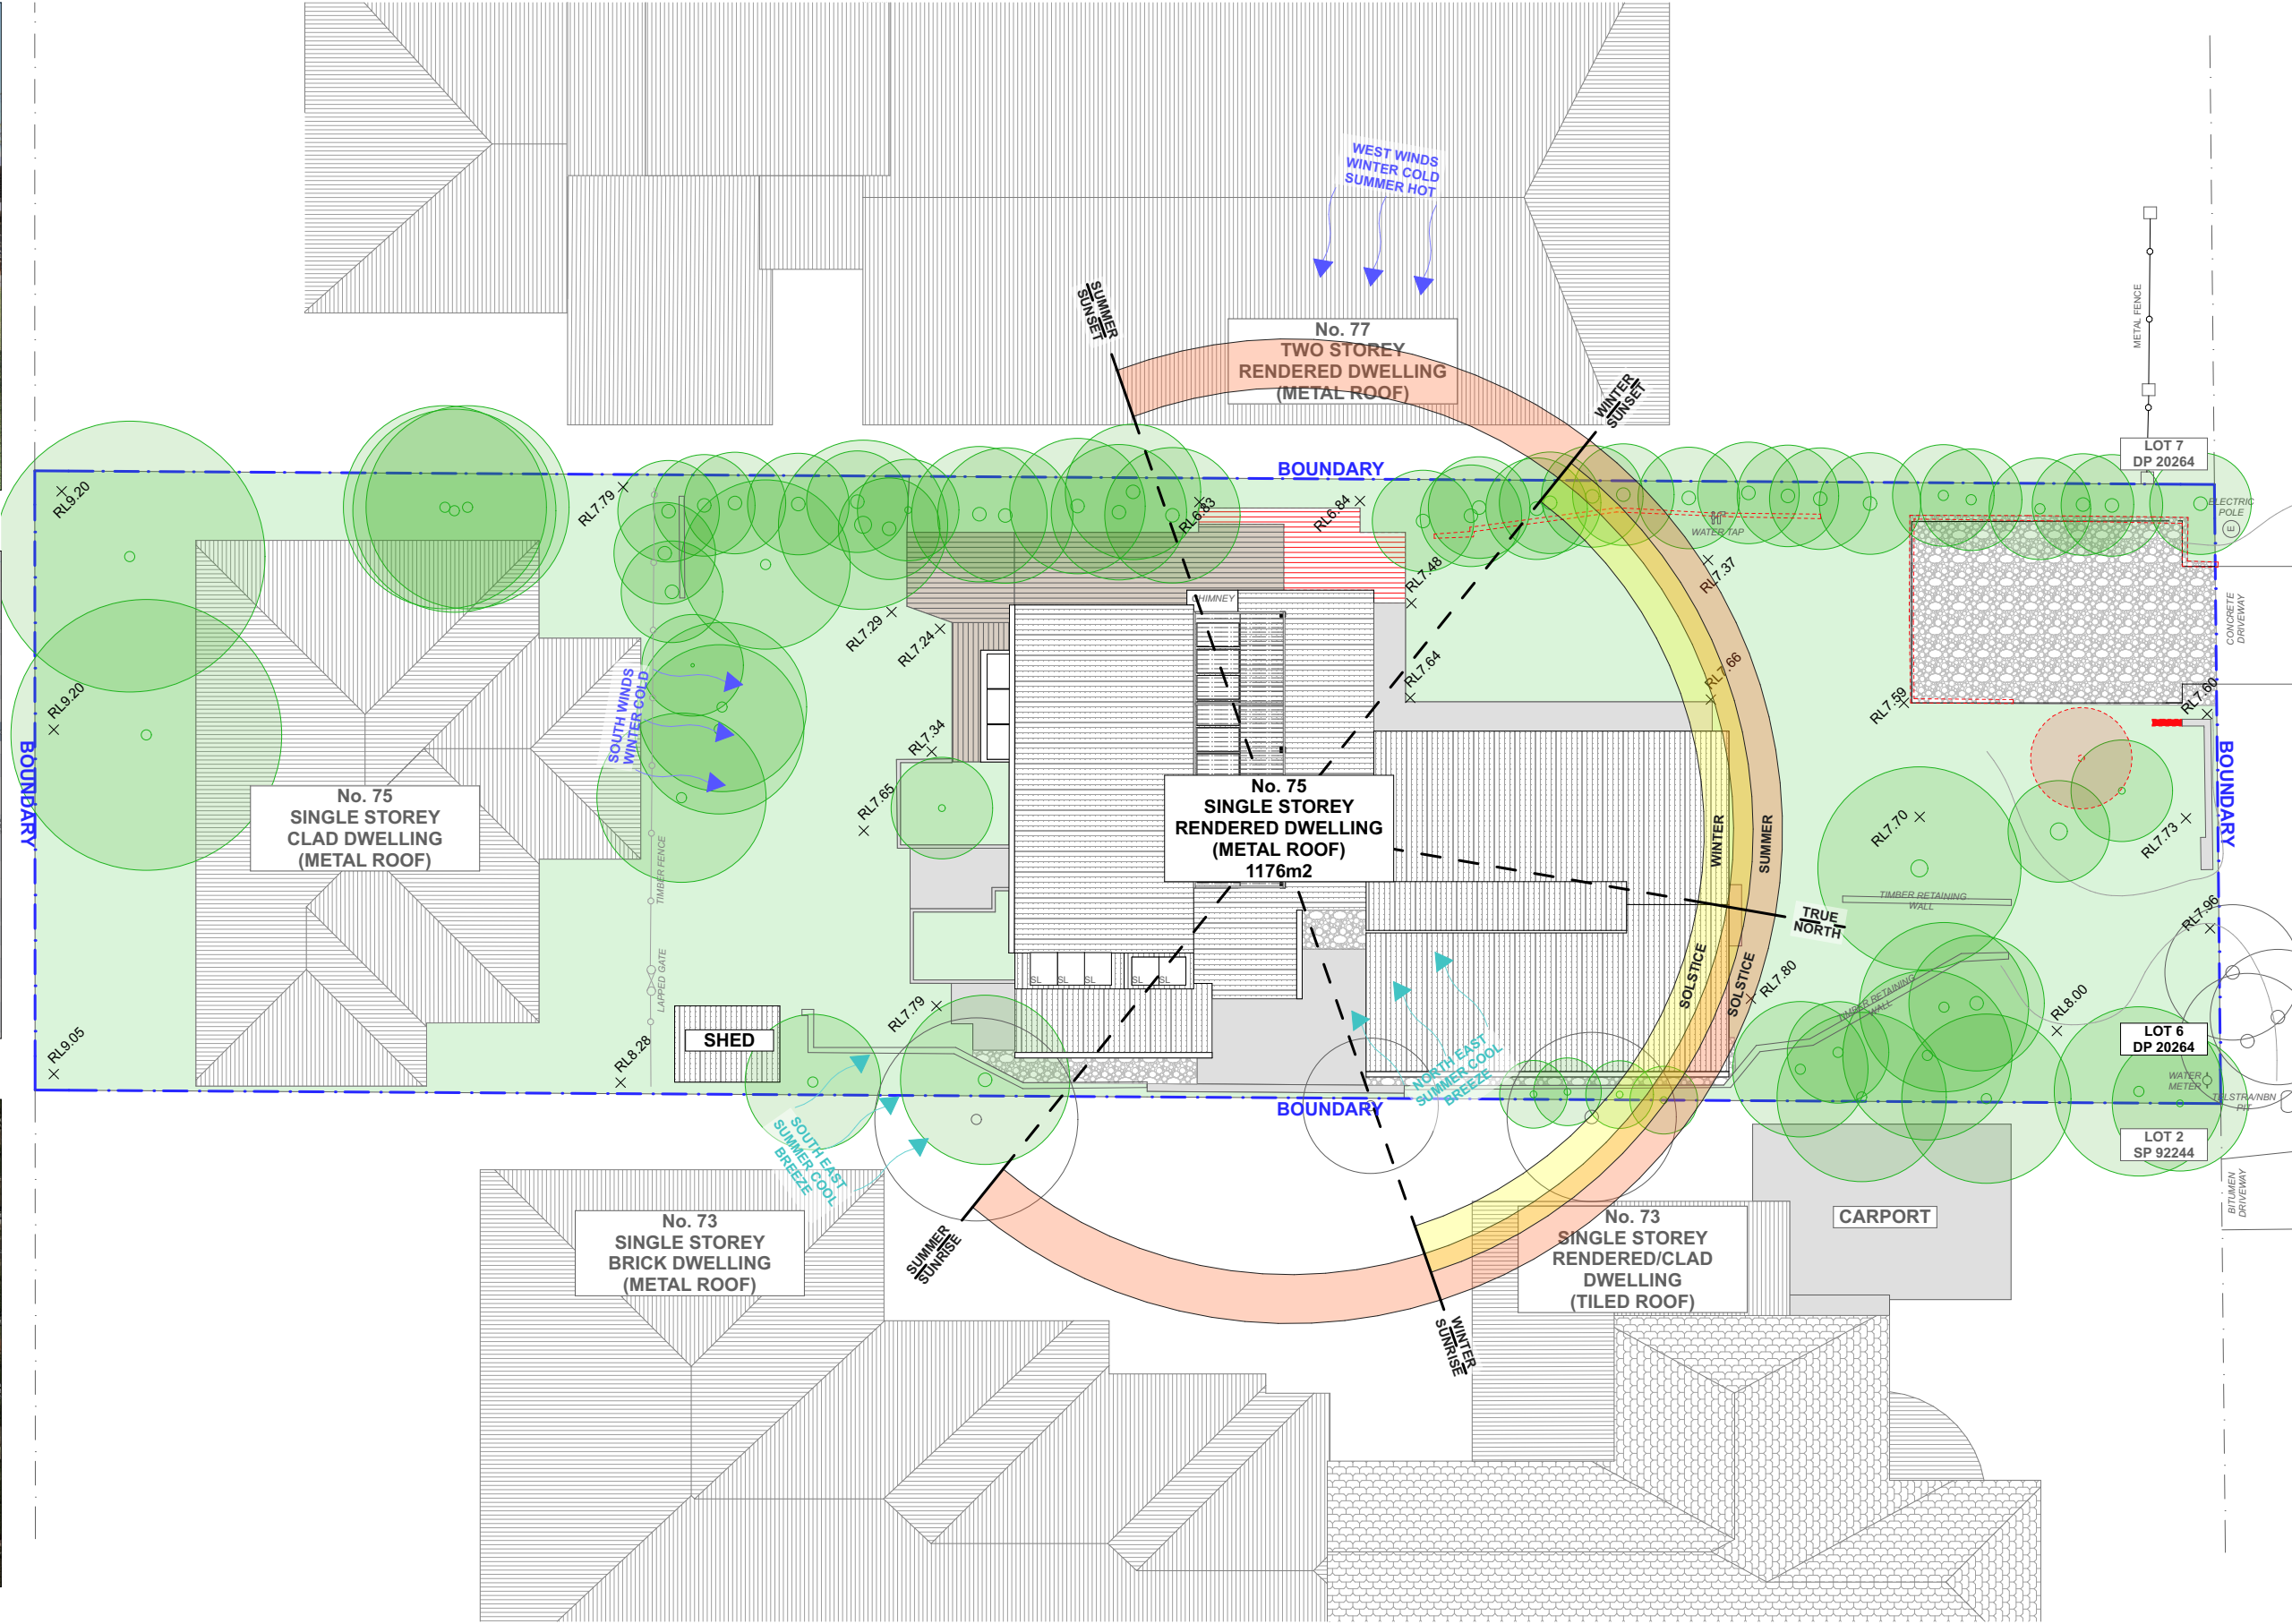 WEST WINDS
WINTER COLD
SUMMER HOT
SUMMER
SUNSET
No. 77
TWO STOREY
RENDERED DWELLING
(METAL ROOF)
WINTER
SUNSET
METAL FENCE
LOT 7
DP 20264
BOUNDARY
RL9.20
RL7.79
RL6.83
RL6.84
ELECTRIC
POLE
E
WATER TAP
RL7.48
RL7.37
CHIMNEY
CONCRETE
DRIVEWAY
RL7.29
RL7.24
RL7.64
RL7.66
RL7.59
RL7.60
RL9.20
SOUTH WINDS
WINTER COLD
RL7.34
BOUNDARY
No. 75
SINGLE STOREY
CLAD DWELLING
(METAL ROOF)
RL7.65
No. 75
SINGLE STOREY
RENDERED DWELLING
(METAL ROOF)
1176m2
WINTER
SOLSTICE
SUMMER
SOLSTICE
RL7.70
RL7.73
BOUNDARY
TIMBER FENCE
TIMBER RETAINING
WALL
TRUE
NORTH
RL7.96
LAPPED GATE
SL
SL
SL
SL
SL
RL7.79
RL7.80
TIMBER RETAINING
WALL
RL8.00
RL9.05
RL8.28
SHED
LOT 6
DP 20264
NORTH EAST
SUMMER COOL
BREEZE
WATER
METER
BOUNDARY
TELSTRA/NBN
PIT
SOUTH EAST
SUMMER COOL
BREEZE
LOT 2
SP 92244
BITUMEN
DRIVEWAY
No. 73
SINGLE STOREY
BRICK DWELLING
(METAL ROOF)
SUMMER
SUNRISE
No. 73
SINGLE STOREY
RENDERED/CLAD
DWELLING
(TILED ROOF)
CARPORT
WINTER
SUNRISE